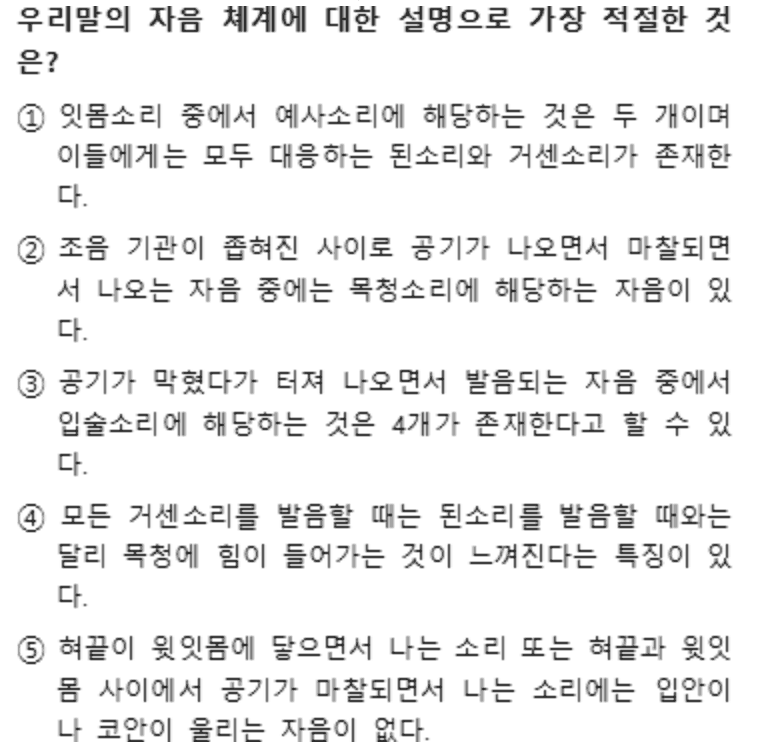 우리말의 자음 체계에 대한 설명으로 가장 적절한 것
은?
① 잇몸소리 중에서 예사소리에 해당하는 것은 두 개이며
이들에게는 모두 대응하는 된소리와 거센소리가 존재한
다.
② 조음 기관이 좁혀진 사이로 공기가 나오면서 마찰되면
서 나오는 자음 중에는 목청소리에 해당하는 자음이 있
다.
③ 공기가 막혔다가 터져 나오면서 발음되는 자음 중에서
입술소리에 해당하는 것은 4개가 존재한다고 할 수 있
다.
④ 모든 거센소리를 발음할 때는 된소리를 발음할 때와는
달리 목청에 힘이 들어가는 것이 느껴진다는 특징이 있
다.
⑤ 혀끝이 윗잇몸에 닿으면서 나는 소리 또는 혀끝과 윗잇
몸 사이에서 공기가 마찰되면서 나는 소리에는 입안이
나 코안이 울리는 자음이 없다.